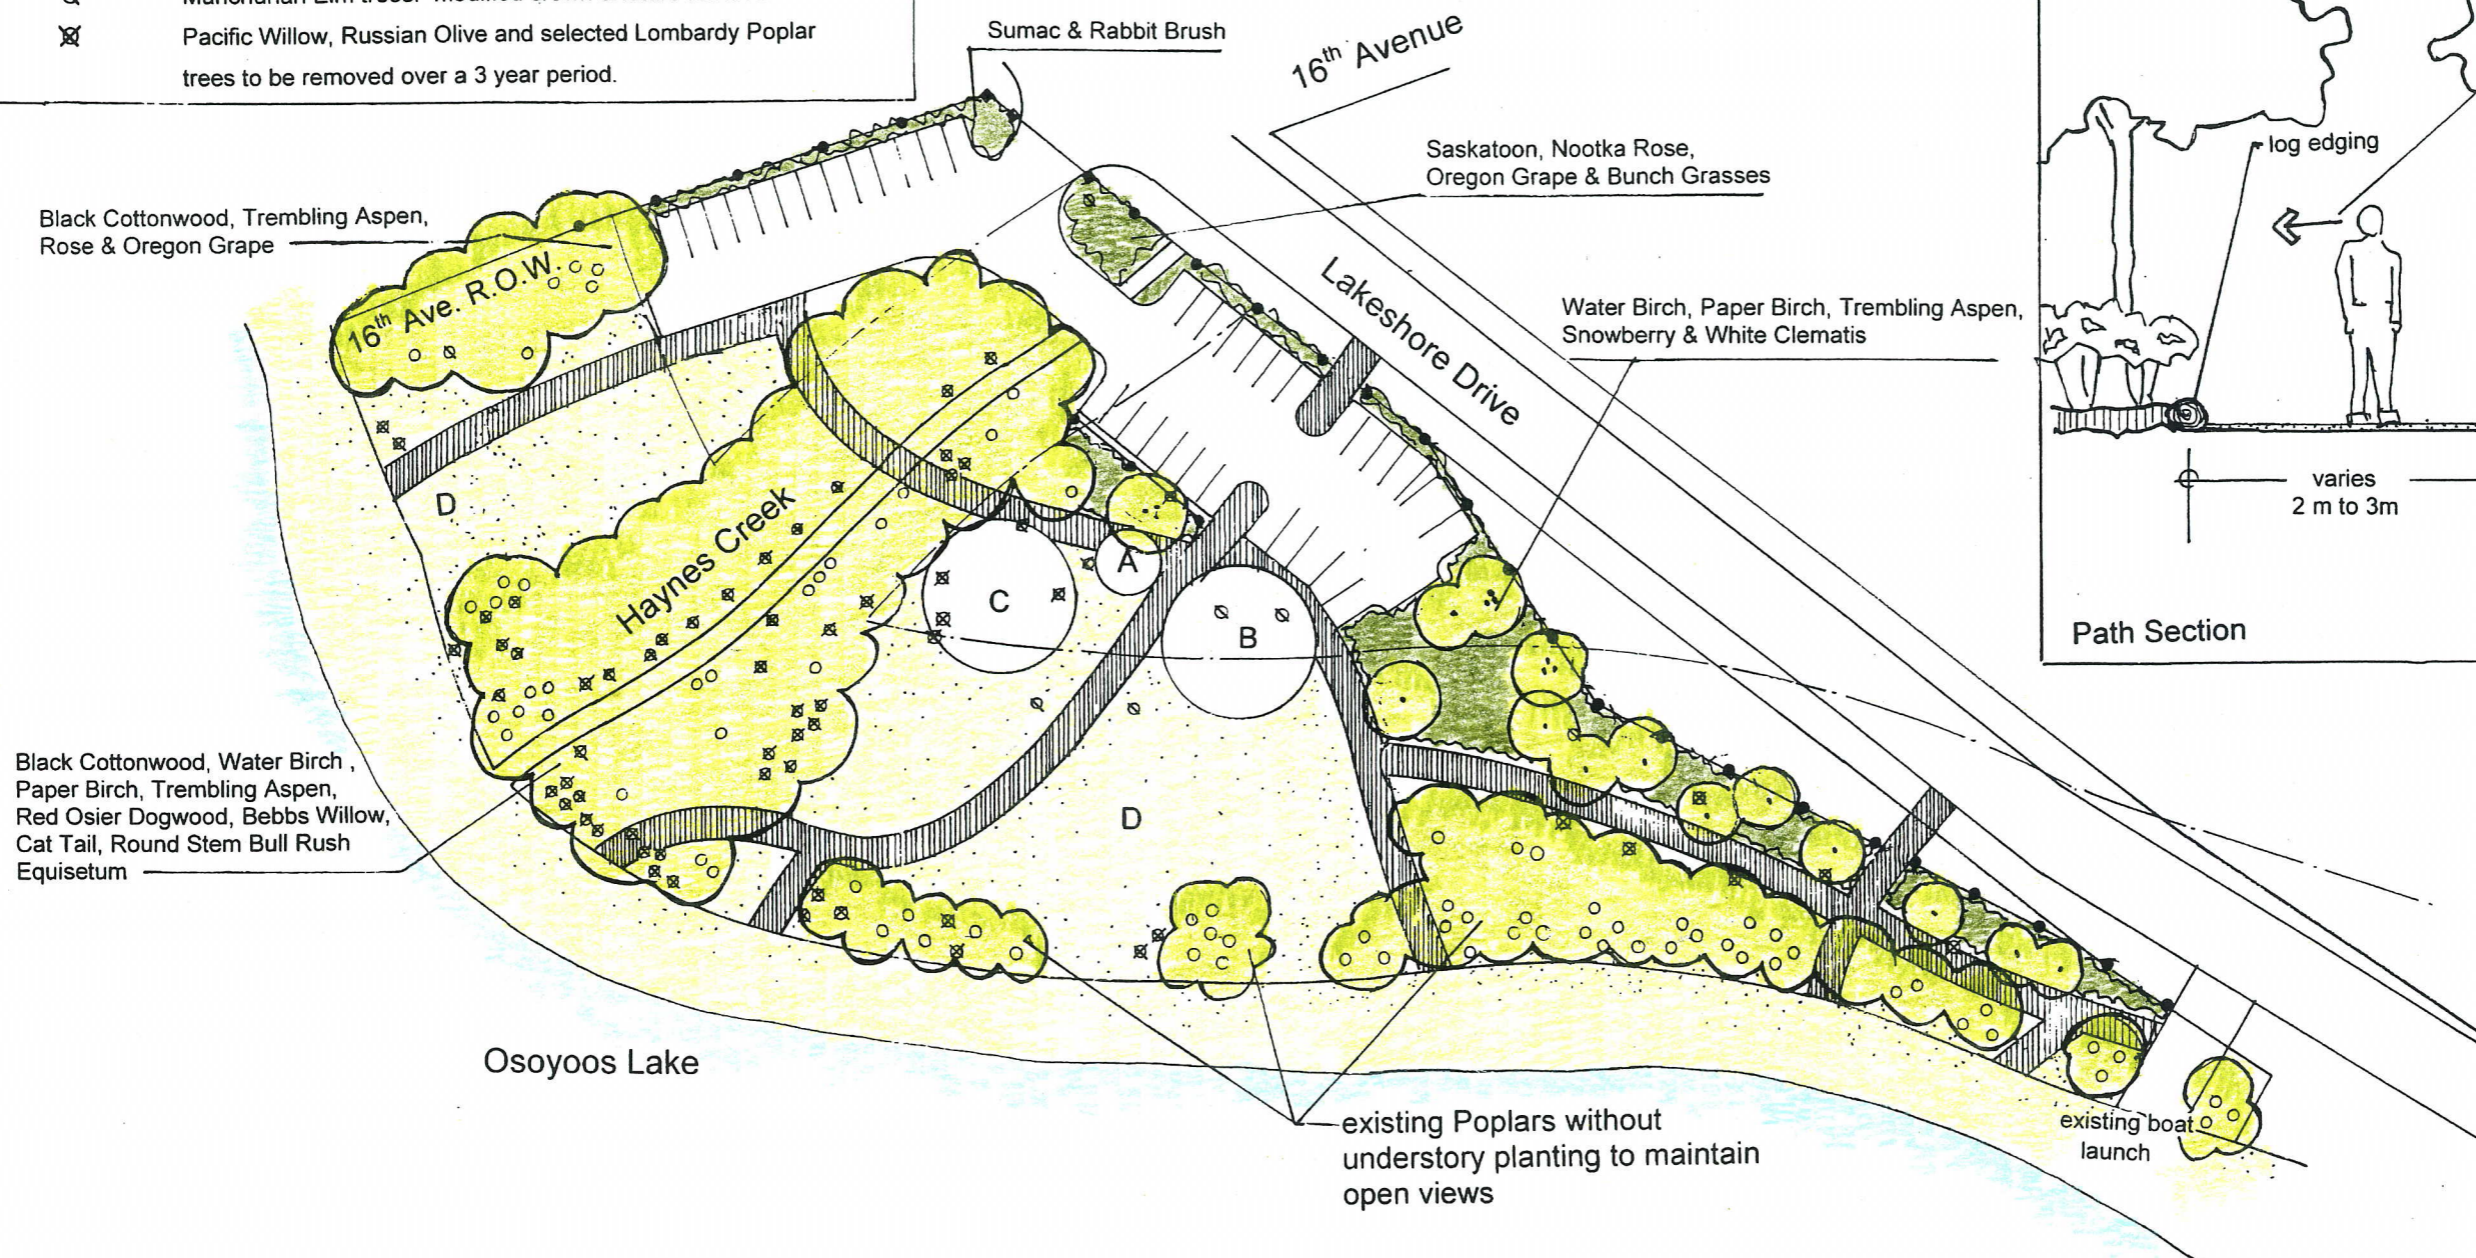 Pacific Willow, Russian Olive and selected Lombardy Poplar
trees to be removed over a 3 year period.
Sumac & Rabbit Brush
16th Avenue
Saskatoon, Nootka Rose,
Oregon Grape & Bunch Grasses
log edging
Black Cottonwood, Trembling Aspen,
Rose & Oregon Grape
16th Ave. R.O.W.
Lakeshore Drive
Water Birch, Paper Birch, Trembling Aspen,
Snowberry & White Clematis
varies
2 m to 3m
Path Section
D
Haynes Creek
A
C
B
D
Black Cottonwood, Water Birch ,
Paper Birch, Trembling Aspen,
Red Osier Dogwood, Bebbs Willow,
Cat Tail, Round Stem Bull Rush
Equisetum
Osoyoos Lake
existing Poplars without
understory planting to maintain
open views
existing boat
launch